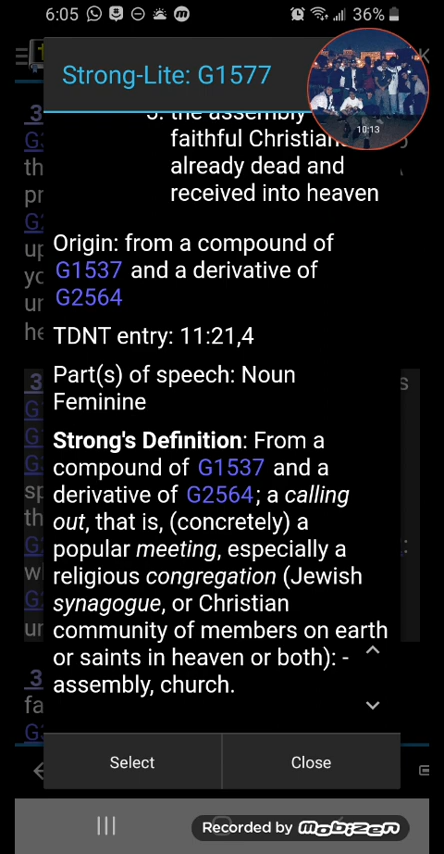 6:05 36%
Strong-Lite: G1577
10:13
the assembly
faithful Christian
already dead and
received into heaven
Origin: from a compound of
G1537 and a derivative of
G2564
TDNT entry: 11:21,4
Part(s) of speech: Noun
Feminine
Strong's Definition: From a
compound of G1537 and a
derivative of G2564; a calling
out, that is, (concretely) a
popular meeting, especially a
religious congregation (Jewish
synagogue, or Christian
community of members on earth
or saints in heaven or both): -
assembly, church.
Select Close
Recorded by Mobizen